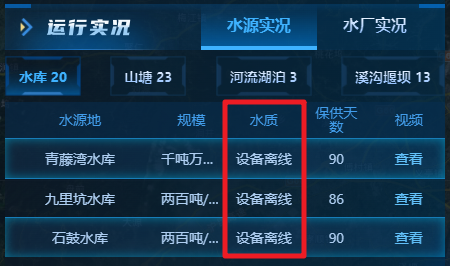 运行实况 水源实况 水厂实况
水库 20 山塘 23 河流湖泊 3 溪沟堰坝 13
水源地 规模 水质 保供天数 视频
青藤湾水库 千吨万... 设备离线 90 查看
九里坑水库 两百吨/... 设备离线 86 查看
石鼓水库 两百吨/... 设备离线 90 查看